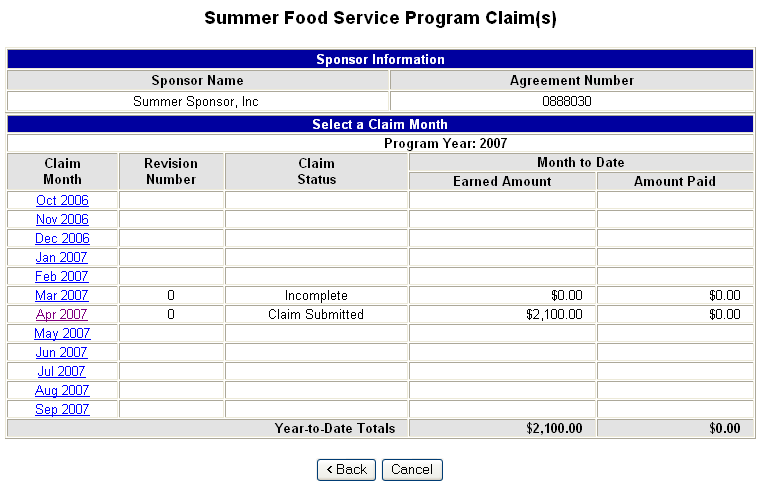 Summer Food Service Program Claim(s)
Sponsor Information
Sponsor Name Agreement Number
Summer Sponsor, Inc 0888030
Select a Claim Month
Program Year: 2007
Claim Month Revision Number Claim Status Month to Date
Earned Amount Amount Paid
Oct 2006
Nov 2006
Dec 2006
Jan 2007
Feb 2007
Mar 2007 0 Incomplete $0.00 $0.00
Apr 2007 0 Claim Submitted $2,100.00 $0.00
May 2007
Jun 2007
Jul 2007
Aug 2007
Sep 2007
Year-to-Date Totals $2,100.00 $0.00
< Back Cancel